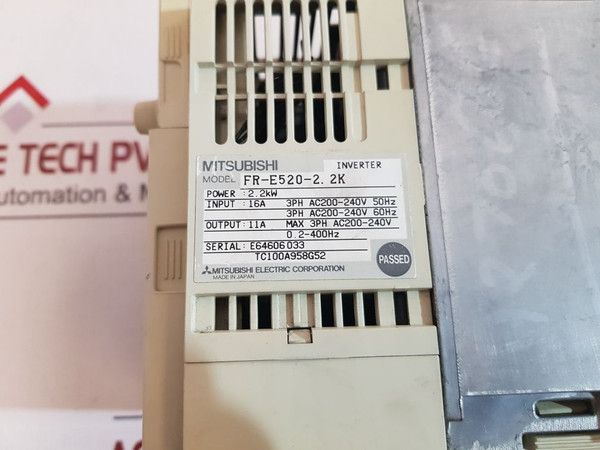 MITSUBISHI INVERTER
MODEL FR-E520-2.2K
POWER :2.2kW
INPUT :16A 3PH AC200-240V 50Hz
3PH AC200-240V 60Hz
OUTPUT:11A MAX 3PH AC200-240V
0.2-400Hz
SERIAL: E64606033
TC100A958G52
MITSUBISHI ELECTRIC CORPORATION
MADE IN JAPAN
PASSED
E TECH PV
utomation & M